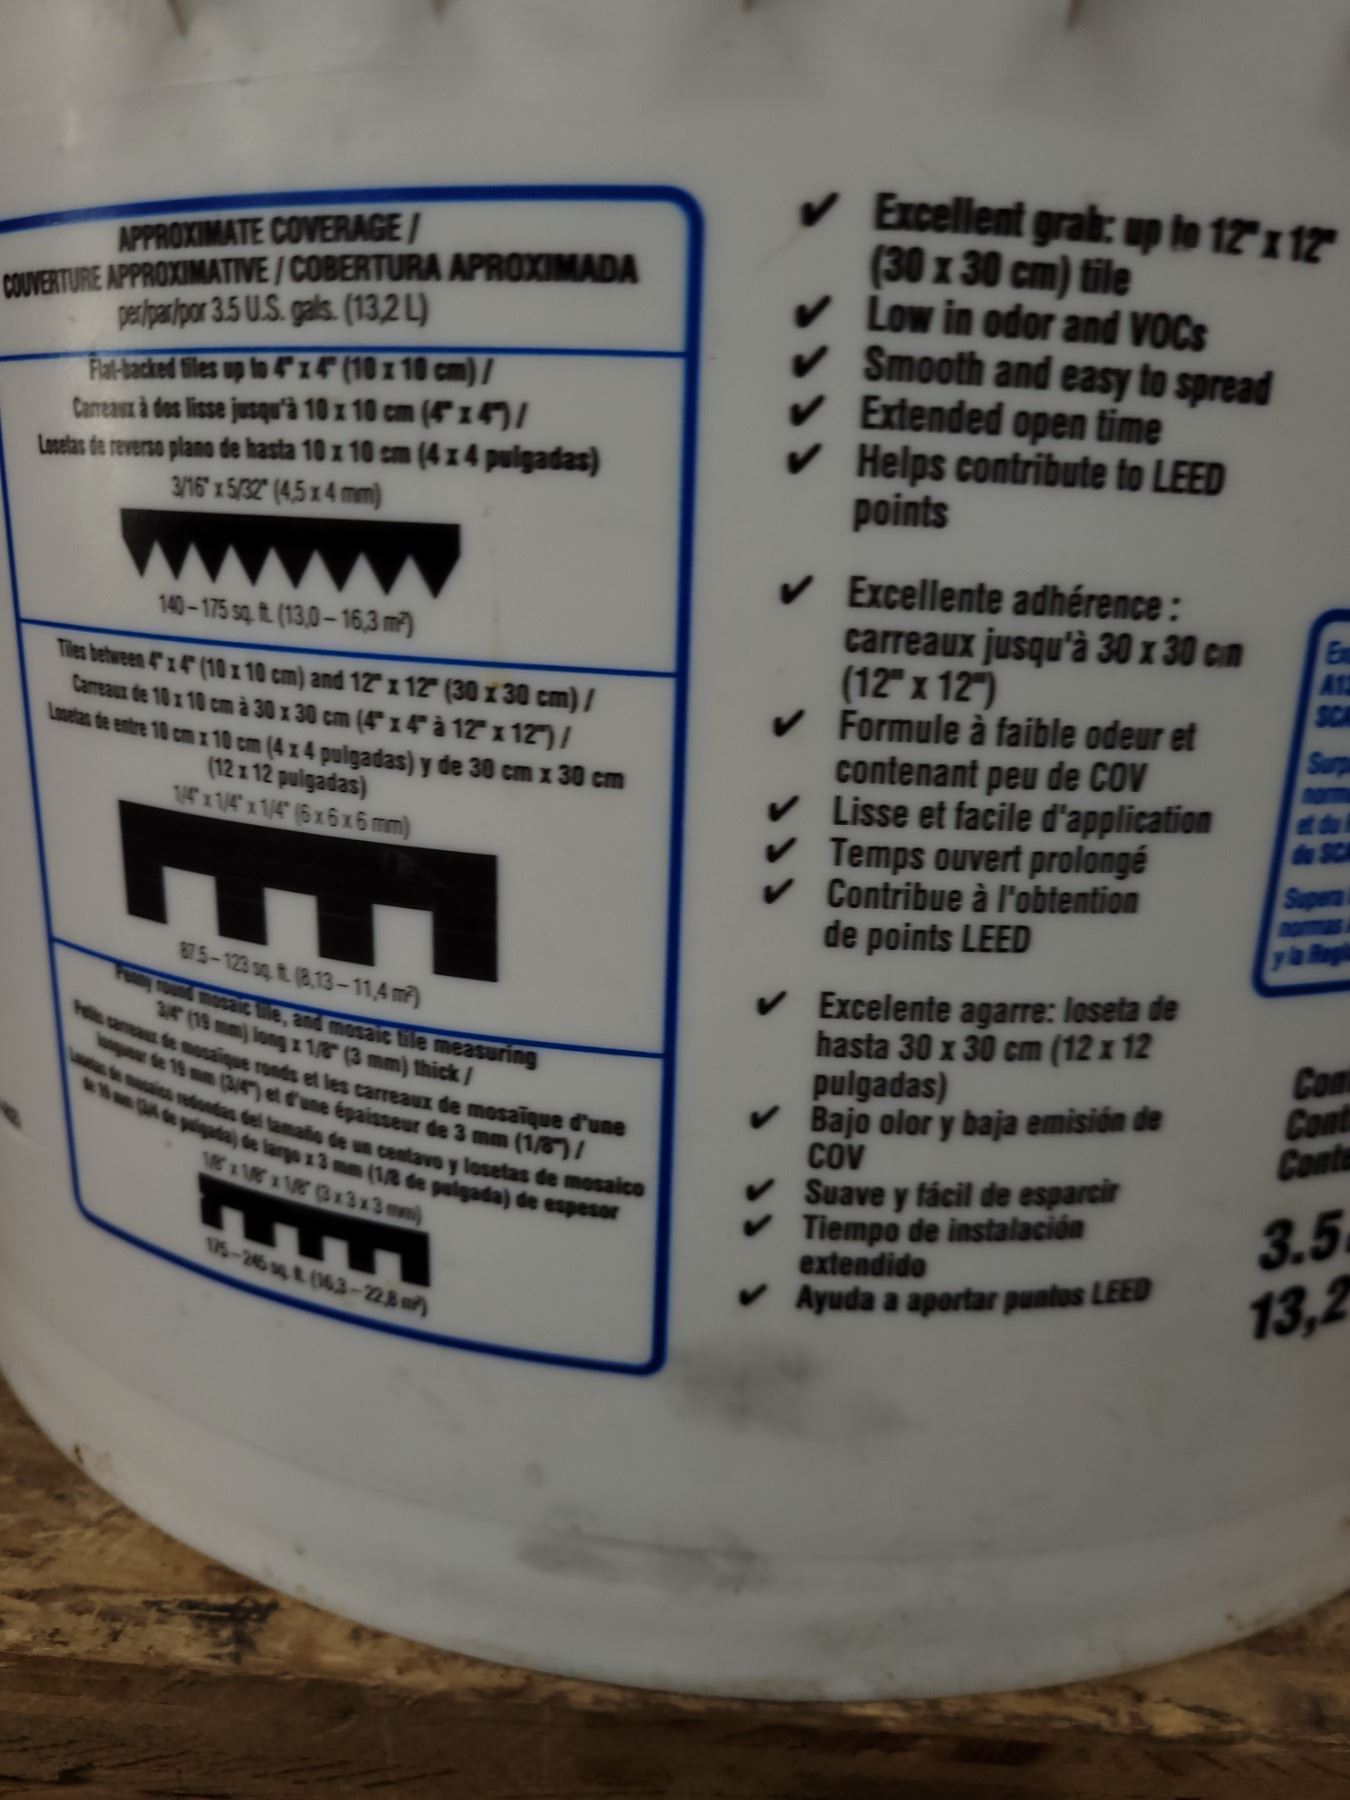 APPROXIMATE COVERAGE /
COUVERTURE APPROXIMATIVE / COBERTURA APROXIMADA
per/par/por 3.5 U.S. gals. (13,2 L)
Flat-backed tiles up to 4" x 4" (10 x 10 cm) /
Carreaux à dos lisse jusqu'à 10 x 10 cm (4" x 4") /
Losetas de reverso plano de hasta 10 x 10 cm (4 x 4 pulgadas)
3/16" x 5/32" (4,5 x 4 mm)
140 – 175 sq. ft. (13,0 – 16,3 m²)
Tiles between 4" x 4" (10 x 10 cm) and 12" x 12" (30 x 30 cm) /
Carreaux de 10 x 10 cm à 30 x 30 cm (4" x 4" à 12" x 12") /
Losetas de entre 10 cm x 10 cm (4 x 4 pulgadas) y de 30 cm x 30 cm
(12 x 12 pulgadas)
1/4" x 1/4" x 1/4" (6 x 6 x 6 mm)
87.5 – 123 sq. ft. (8,13 – 11,4 m²)
Penny round mosaic tile, and mosaic tile measuring
3/4" (19 mm) long x 1/8" (3 mm) thick /
Petits carreaux de mosaïque ronds et les carreaux de mosaïque d'une
longueur de 19 mm (3/4") et d'une épaisseur de 3 mm (1/8") /
Losetas de mosaico redondas del tamaño de un centavo y losetas de mosaico
de 19 mm (3/4 de pulgada) de largo x 3 mm (1/8 de pulgada) de espesor
1/8" x 1/8" x 1/8" (3 x 3 x 3 mm)
175 – 245 sq. ft. (16,3 – 22,8 m²)
✔ Excellent grab: up to 12" x 12"
(30 x 30 cm) tile
✔ Low in odor and VOCs
✔ Smooth and easy to spread
✔ Extended open time
✔ Helps contribute to LEED
points
✔ Excellente adhérence :
carreaux jusqu'à 30 x 30 cm
(12" x 12")
✔ Formule à faible odeur et
contenant peu de COV
✔ Lisse et facile d'application
✔ Temps ouvert prolongé
✔ Contribue à l'obtention
de points LEED
✔ Excelente agarre: loseta de
hasta 30 x 30 cm (12 x 12
pulgadas)
✔ Bajo olor y baja emisión de
COV
✔ Suave y fácil de esparcir
✔ Tiempo de instalación
extendido
✔ Ayuda a aportar puntos LEED
et du
du
normas
y la
3.5
13,2